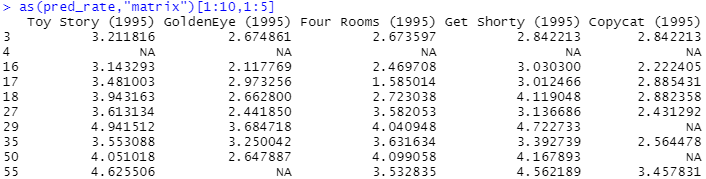 > as(pred_rate,"matrix")[1:10,1:5]
Toy Story (1995) GoldenEye (1995) Four Rooms (1995) Get Shorty (1995) Copycat (1995)
3 3.211816 2.674861 2.673597 2.842213 2.842213
4 NA NA NA NA NA
16 3.143293 2.117769 2.469708 3.030300 2.222405
17 3.481003 2.973256 1.585014 3.012466 2.885431
18 3.943163 2.662800 2.723038 4.119048 2.882358
27 3.613134 2.441850 3.582053 3.136686 2.431292
29 4.941512 3.684718 4.040948 4.722733 NA
35 3.553088 3.250042 3.631634 3.392739 2.564478
50 4.051018 2.647887 4.099058 4.167893 NA
55 4.625506 NA 3.532835 4.562189 3.457831